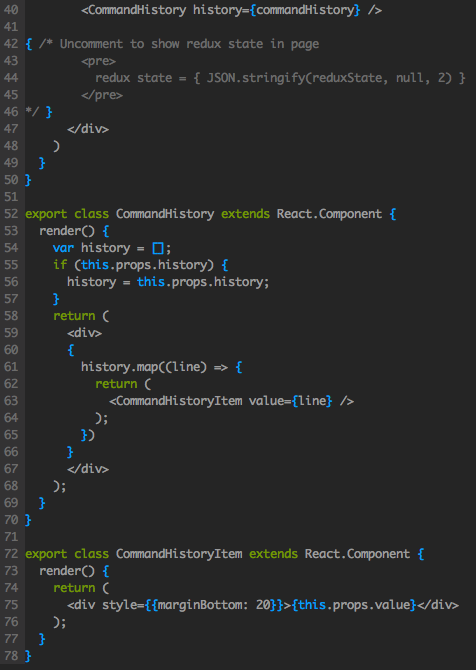 40         <CommandHistory history={commandHistory} />
41
42 { /* Uncomment to show redux state in page
43         <pre>
44           redux state = { JSON.stringify(reduxState, null, 2) }
45         </pre>
46 */ }
47       </div>
48     )
49   }
50 }
51
52 export class CommandHistory extends React.Component {
53   render() {
54     var history = [];
55     if (this.props.history) {
56       history = this.props.history;
57     }
58     return (
59       <div>
60       {
61         history.map((line) => {
62           return (
63             <CommandHistoryItem value={line} />
64           );
65         })
66       }
67       </div>
68     );
69   }
70 }
71
72 export class CommandHistoryItem extends React.Component {
73   render() {
74     return (
75       <div style={{marginBottom: 20}}>{this.props.value}</div>
76     );
77   }
78 }